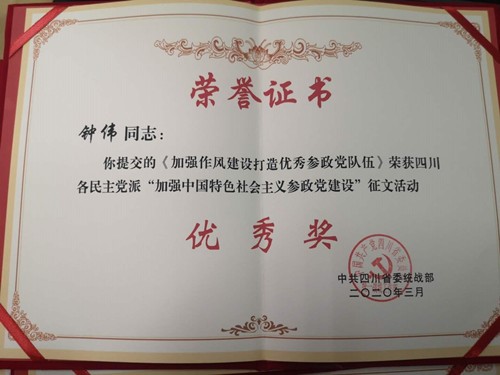 荣誉证书
钟伟同志：
你提交的《加强作风建设打造优秀参政党队伍》荣获四川
各民主党派“加强中国特色社会主义参政党建设”征文活动
优秀奖
中共四川省委统战部
二〇二〇年三月